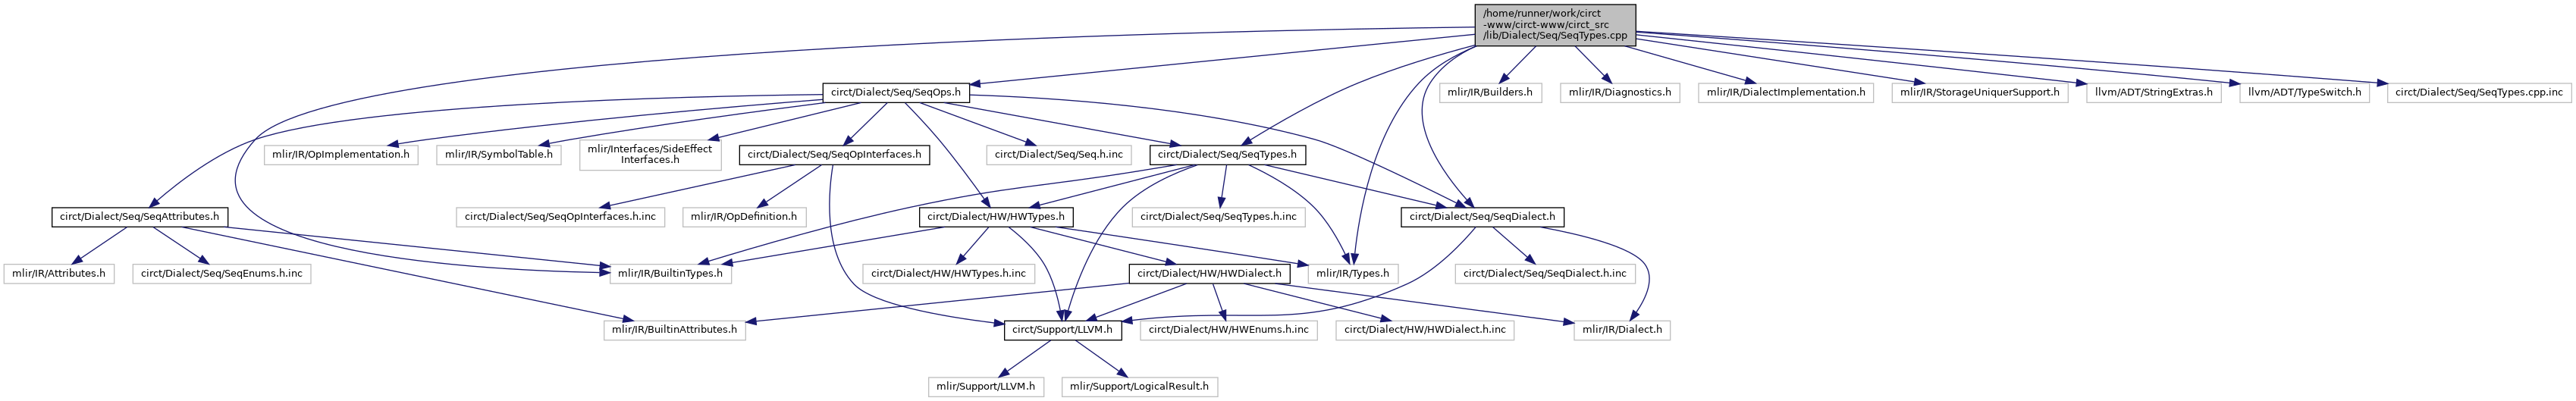 /home/runner/work/circt
-www/circt-www/circt_src
/lib/Dialect/Seq/SeqTypes.cpp
circt/Dialect/Seq/SeqOps.h
mlir/IR/Builders.h
mlir/IR/Diagnostics.h
mlir/IR/DialectImplementation.h
mlir/IR/StorageUniquerSupport.h
llvm/ADT/StringExtras.h
llvm/ADT/TypeSwitch.h
circt/Dialect/Seq/SeqTypes.cpp.inc
mlir/IR/OpImplementation.h
mlir/IR/SymbolTable.h
mlir/Interfaces/SideEffect
Interfaces.h
circt/Dialect/Seq/SeqOpInterfaces.h
circt/Dialect/Seq/Seq.h.inc
circt/Dialect/Seq/SeqTypes.h
circt/Dialect/Seq/SeqAttributes.h
circt/Dialect/Seq/SeqOpInterfaces.h.inc
mlir/IR/OpDefinition.h
circt/Dialect/HW/HWTypes.h
circt/Dialect/Seq/SeqTypes.h.inc
circt/Dialect/Seq/SeqDialect.h
mlir/IR/Attributes.h
circt/Dialect/Seq/SeqEnums.h.inc
mlir/IR/BuiltinTypes.h
circt/Dialect/HW/HWTypes.h.inc
circt/Dialect/HW/HWDialect.h
mlir/IR/Types.h
circt/Dialect/Seq/SeqDialect.h.inc
mlir/IR/BuiltinAttributes.h
circt/Support/LLVM.h
circt/Dialect/HW/HWEnums.h.inc
circt/Dialect/HW/HWDialect.h.inc
mlir/IR/Dialect.h
mlir/Support/LLVM.h
mlir/Support/LogicalResult.h